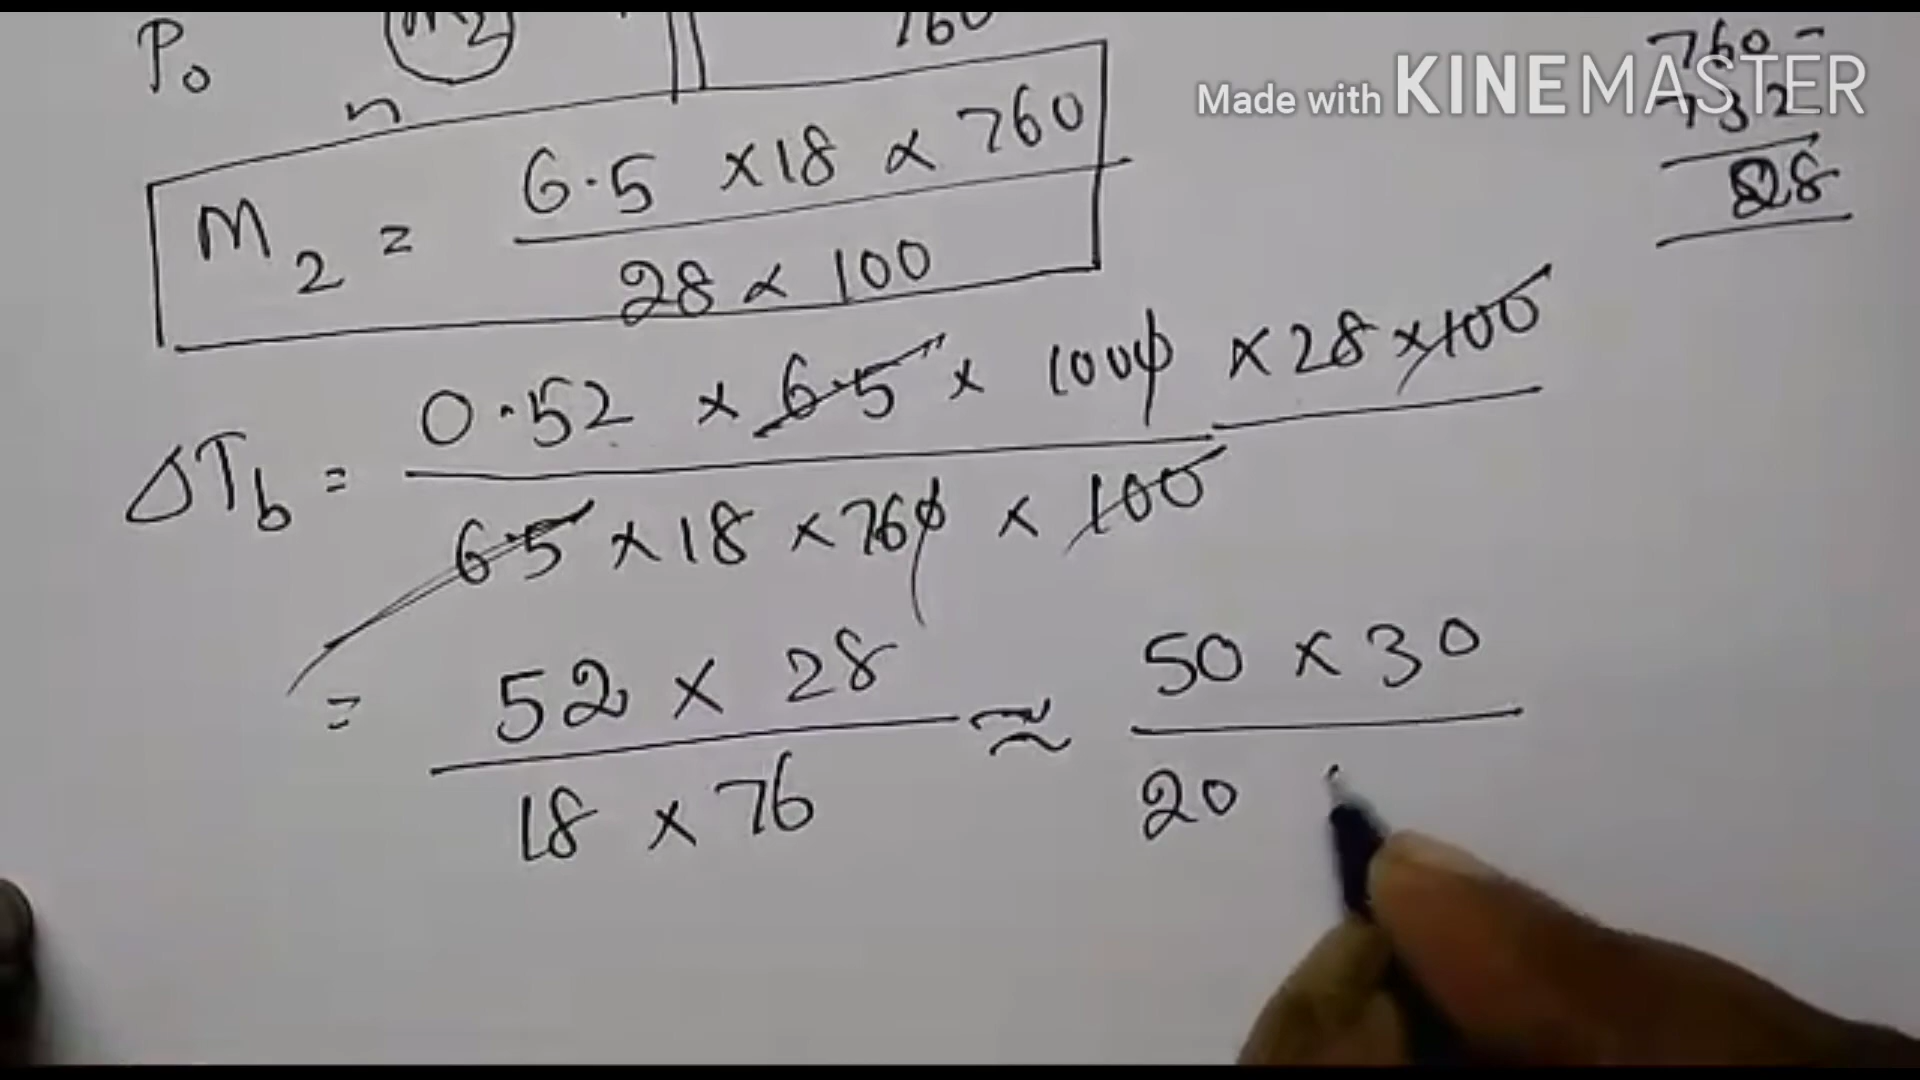 P₀ M₂ 760
n
760 -
732
28
Made with KINEMASTER
M₂ = 6.5 × 18 × 760
28 × 100
ΔT_b = 0.52 × 6.5 × 1000 × 28 × 100
6.5 × 18 × 760 × 100
= 52 × 28 ≈ 50 × 30
18 × 76 20